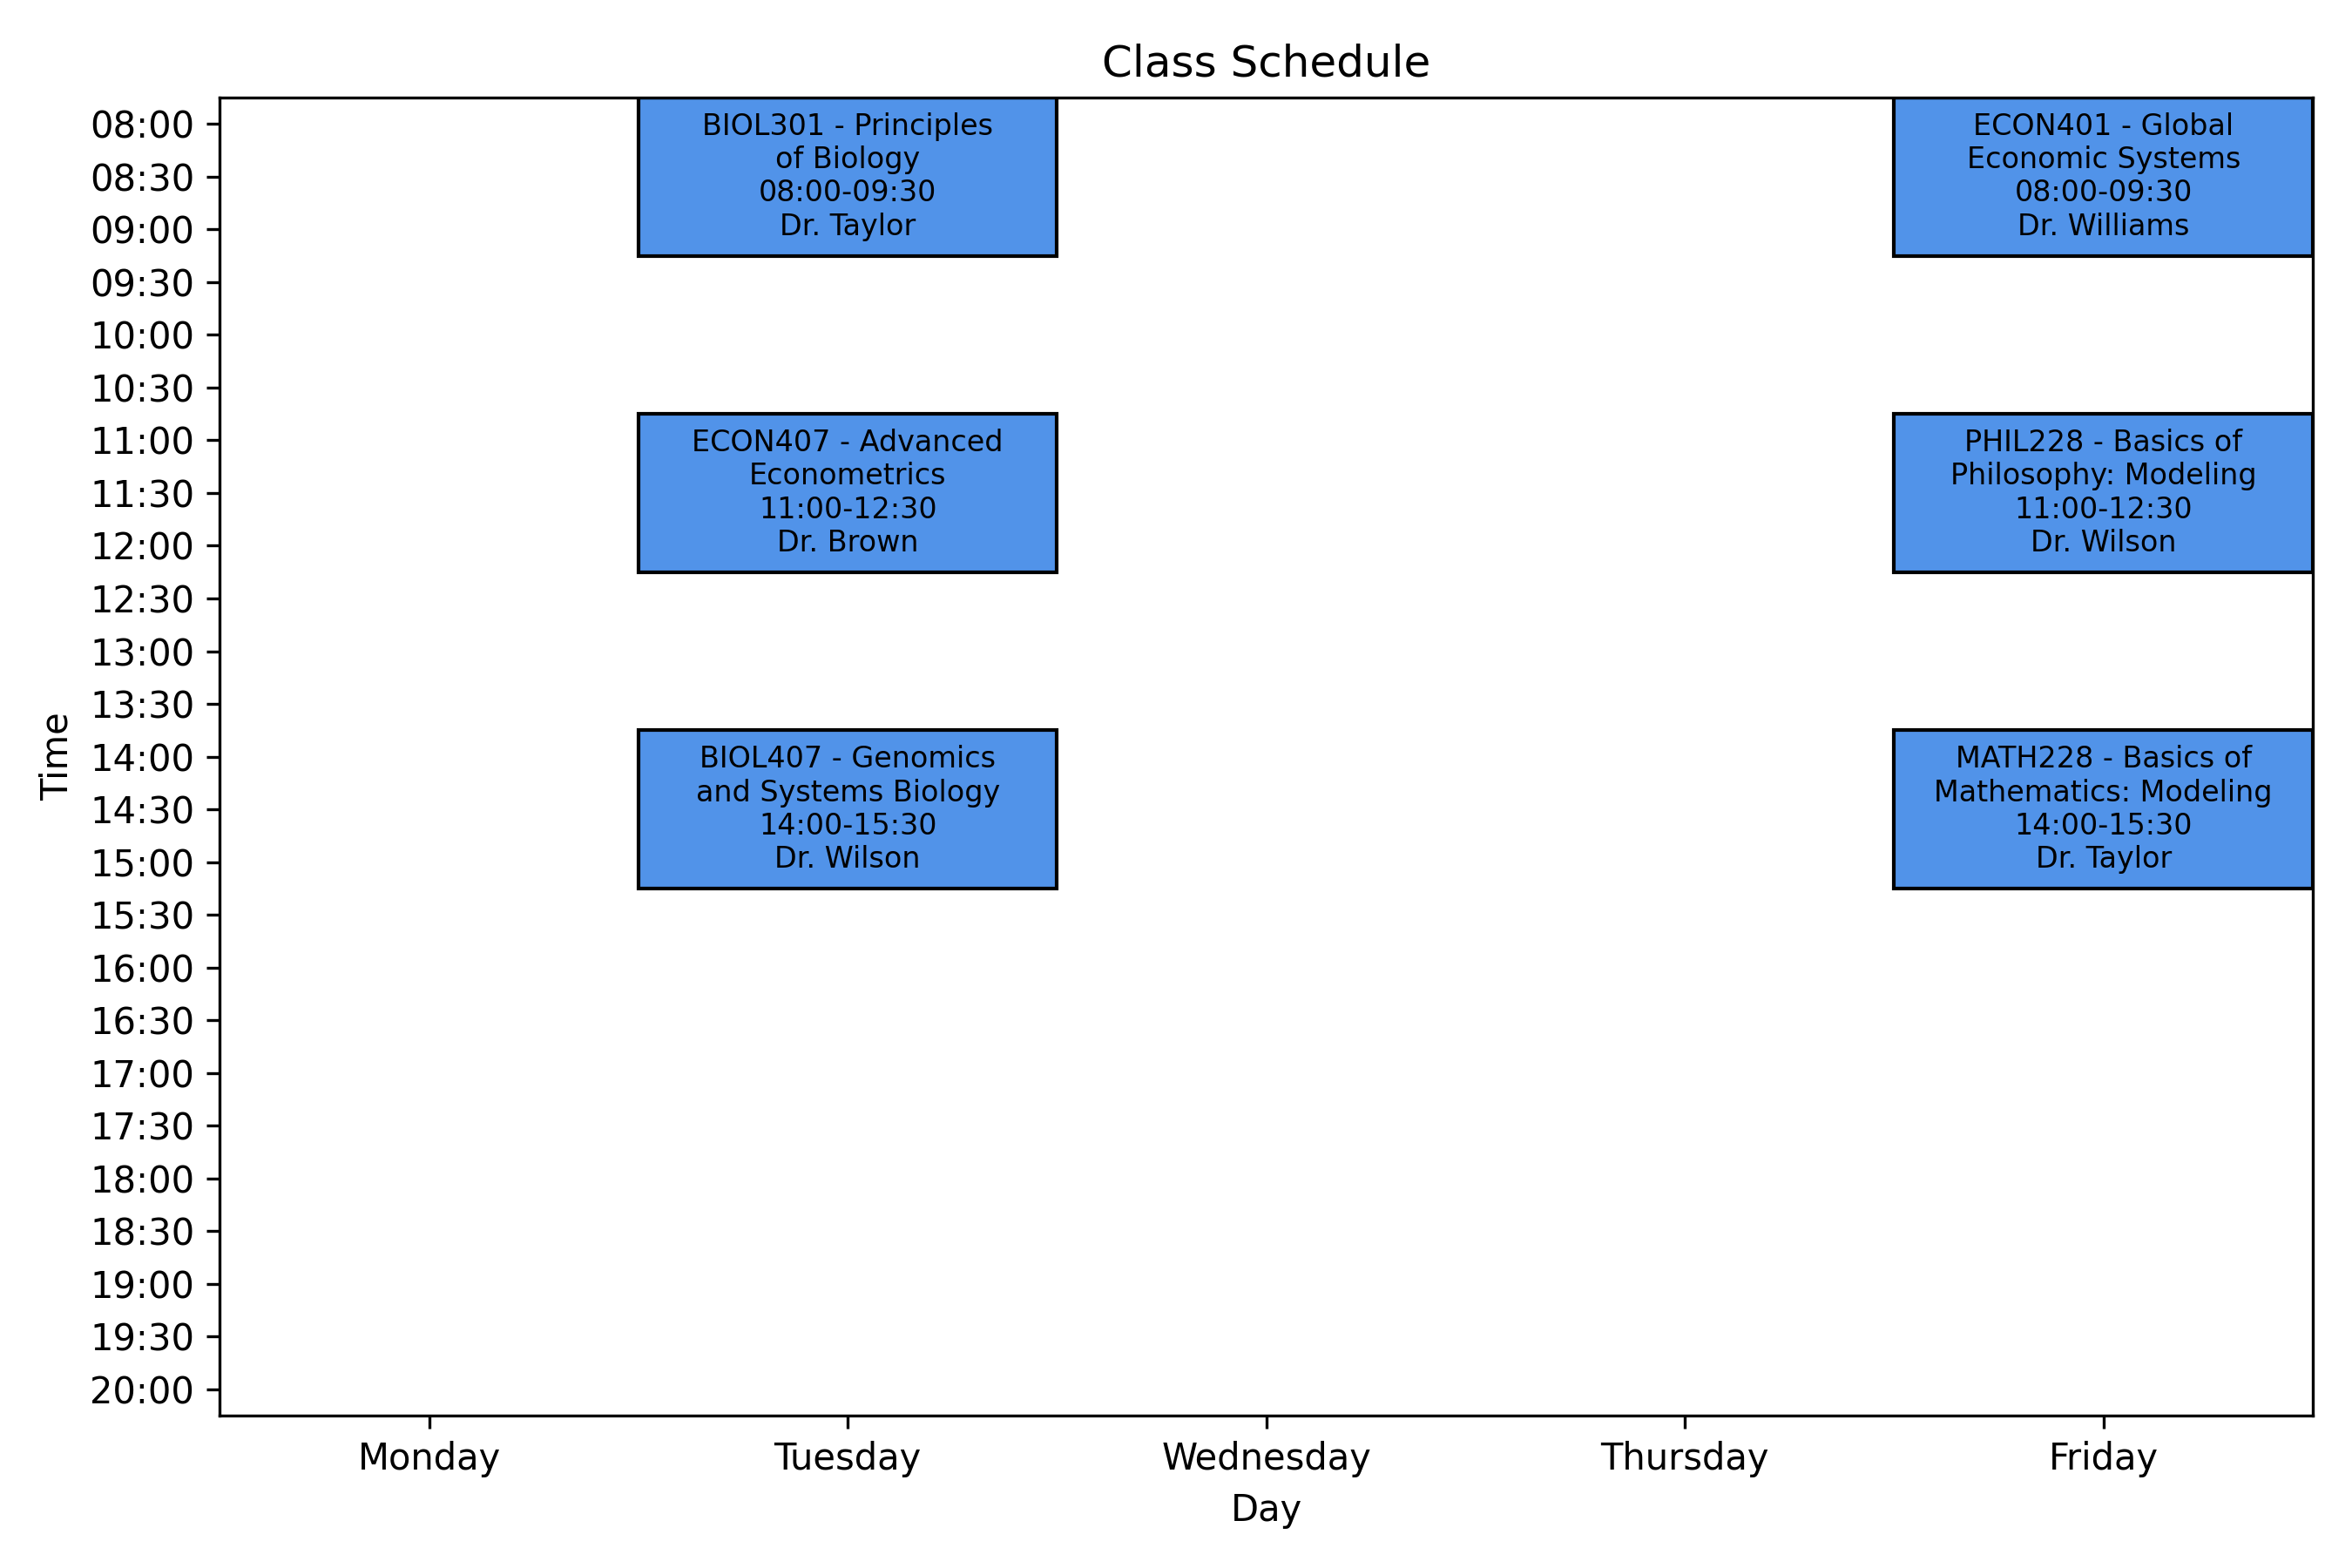 Class Schedule
Time
08:00
08:30
09:00
09:30
10:00
10:30
11:00
11:30
12:00
12:30
13:00
13:30
14:00
14:30
15:00
15:30
16:00
16:30
17:00
17:30
18:00
18:30
19:00
19:30
20:00
BIOL301 - Principles
of Biology
08:00-09:30
Dr. Taylor
ECON407 - Advanced
Econometrics
11:00-12:30
Dr. Brown
BIOL407 - Genomics
and Systems Biology
14:00-15:30
Dr. Wilson
ECON401 - Global
Economic Systems
08:00-09:30
Dr. Williams
PHIL228 - Basics of
Philosophy: Modeling
11:00-12:30
Dr. Wilson
MATH228 - Basics of
Mathematics: Modeling
14:00-15:30
Dr. Taylor
Monday
Tuesday
Wednesday
Thursday
Friday
Day